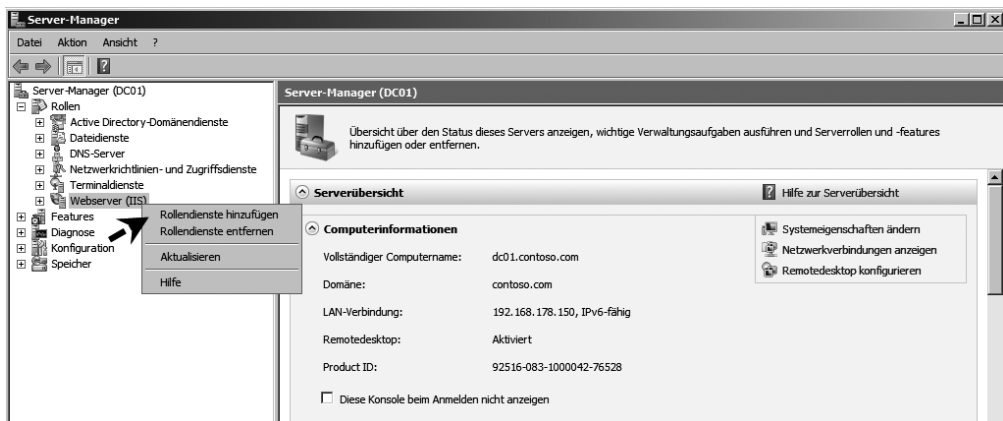 Server-Manager
Datei Aktion Ansicht ?
Server-Manager (DC01)
Rollen
Active Directory-Domänendienste
Dateidienste
DNS-Server
Netzwerkrichtlinien- und Zugriffsdienste
Terminaldienste
Webserver (IIS)
Features
Diagnose
Konfiguration
Speicher
Rollendienste hinzufügen
Rollendienste entfernen
Aktualisieren
Hilfe
Server-Manager (DC01)
Übersicht über den Status dieses Servers anzeigen, wichtige Verwaltungsaufgaben ausführen und Serverrollen und -features
hinzufügen oder entfernen.
Serverübersicht
Hilfe zur Serverübersicht
Computerinformationen
Vollständiger Computername: dc01.contoso.com
Domäne: contoso.com
LAN-Verbindung: 192.168.178.150, IPv6-fähig
Remotedesktop: Aktiviert
Product ID: 92516-083-1000042-76528
Diese Konsole beim Anmelden nicht anzeigen
Systemeigenschaften ändern
Netzwerkverbindungen anzeigen
Remotedesktop konfigurieren